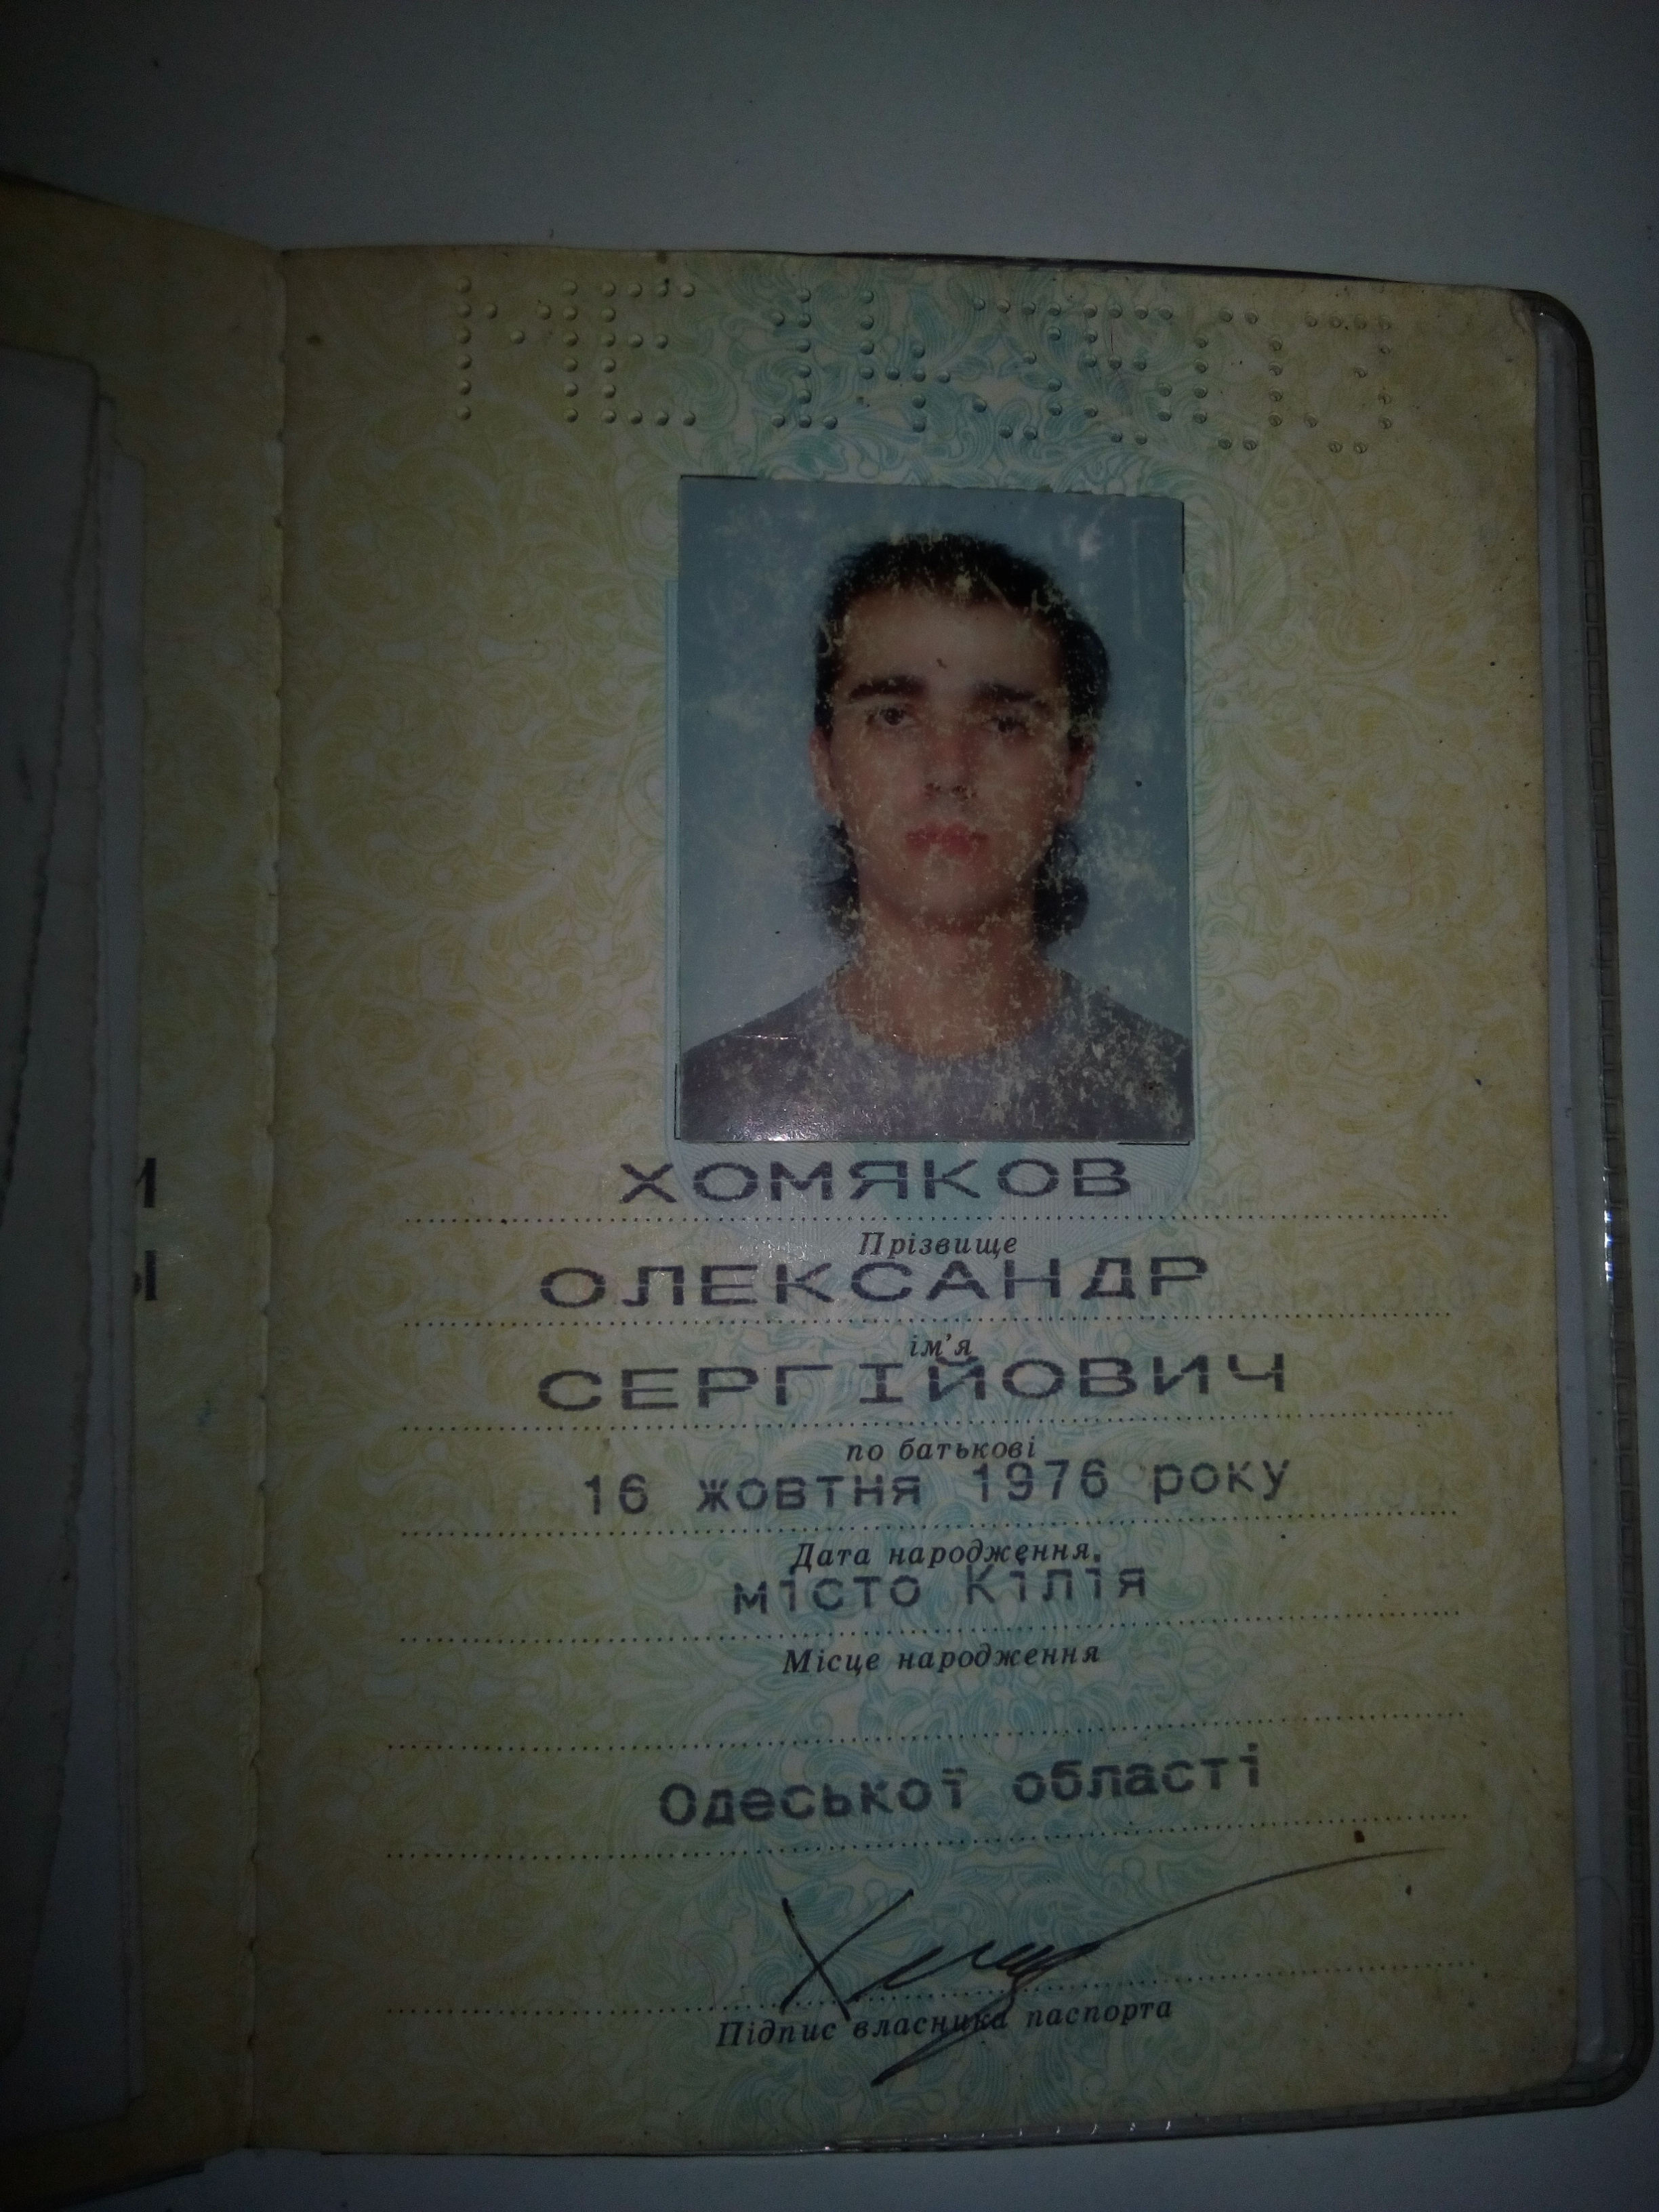 ХОМЯКОВ
Прізвище
ОЛЕКСАНДР
ім'я
СЕРГІЙОВИЧ
по батькові
16 жовтня 1976 року
Дата народження
місто Кілія
Місце народження
Одеської області
Підпис власника паспорта